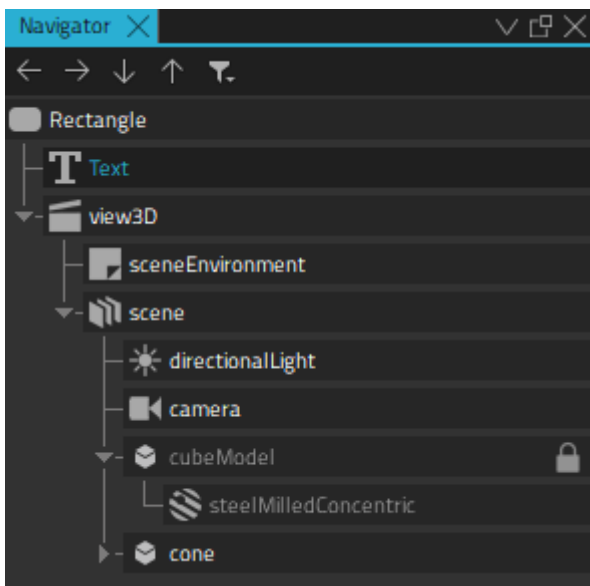 Navigator
Rectangle
Text
view3D
sceneEnvironment
scene
directionalLight
camera
cubeModel
steelMilledConcentric
cone